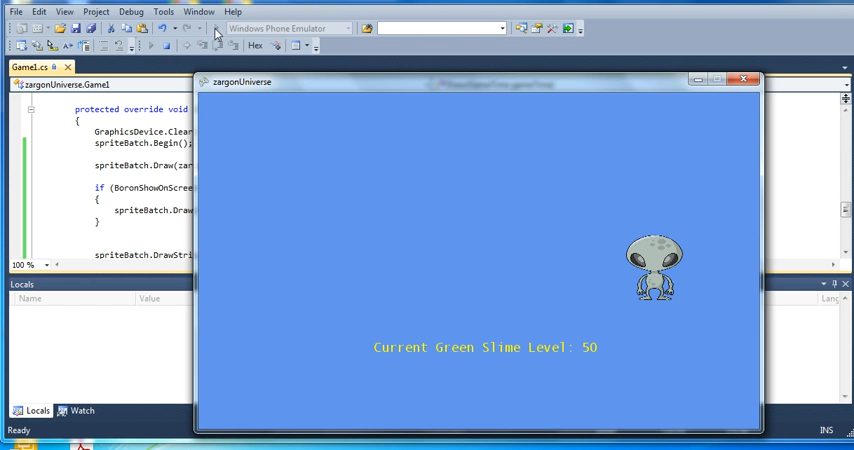 File Edit View Project Debug Tools Window Help
Windows Phone Emulator
Hex
Game1.cs
zargonUniverse.Game1
zargonUniverse
protected override void
{
GraphicsDevice.Clear
spriteBatch.Begin();
spriteBatch.Draw(zar
if (BoronShowOnScree
{
spriteBatch.Draw
}
spriteBatch.DrawStri
100 %
Current Green Slime Level: 50
Locals
Name Value Lang
Locals Watch
Ready INS